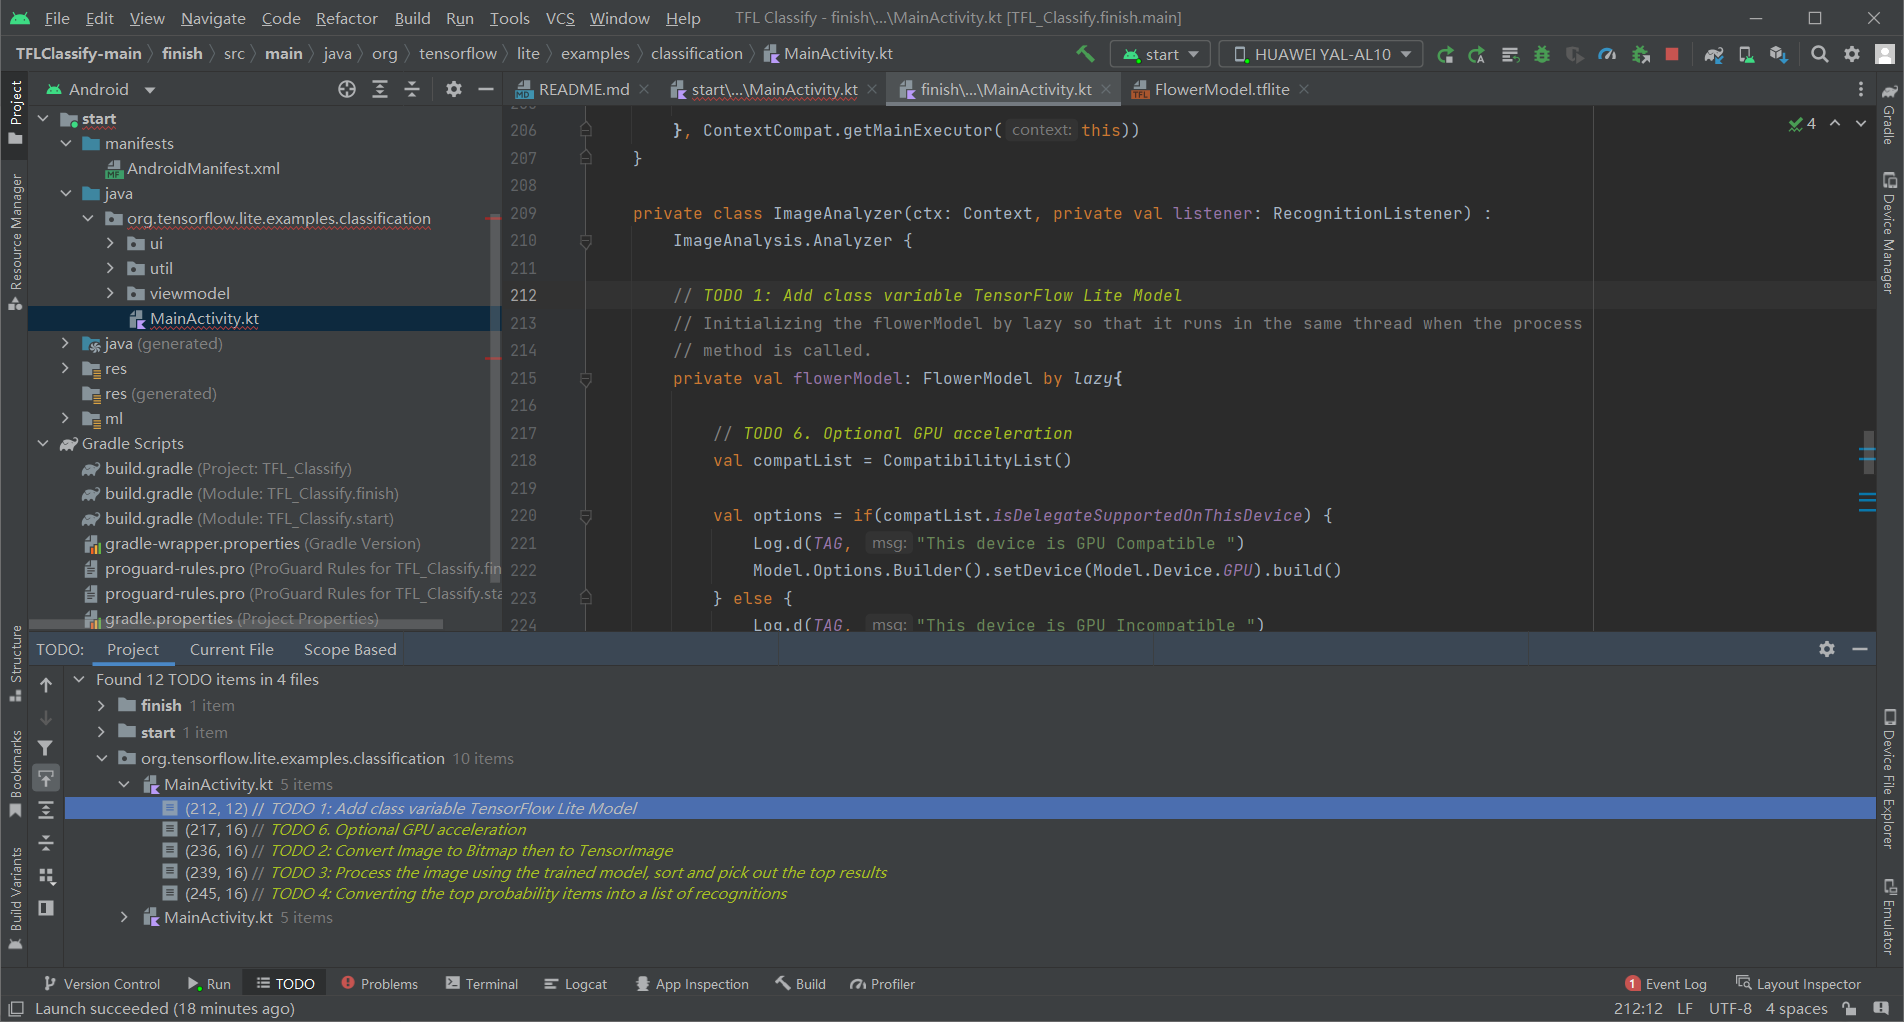 File Edit View Navigate Code Refactor Build Run Tools VCS Window Help TFL Classify - finish\...\MainActivity.kt [TFL_Classify.finish.main]
TFLClassify-main finish src main java org tensorflow lite examples classification MainActivity.kt start HUAWEI YAL-AL10
Android README.md start\...\MainActivity.kt finish\...\MainActivity.kt FlowerModel.tflite
start
manifests
AndroidManifest.xml
java
org.tensorflow.lite.examples.classification
ui
util
viewmodel
MainActivity.kt
java (generated)
res
res (generated)
ml
Gradle Scripts
build.gradle (Project: TFL_Classify)
build.gradle (Module: TFL_Classify.finish)
build.gradle (Module: TFL_Classify.start)
gradle-wrapper.properties (Gradle Version)
proguard-rules.pro (ProGuard Rules for TFL_Classify.fin
proguard-rules.pro (ProGuard Rules for TFL_Classify.sta
gradle.properties (Project Properties)
4
206 }, ContextCompat.getMainExecutor( context: this))
207 }
208
209 private class ImageAnalyzer(ctx: Context, private val listener: RecognitionListener) :
210 ImageAnalysis.Analyzer {
211
212 // TODO 1: Add class variable TensorFlow Lite Model
213 // Initializing the flowerModel by lazy so that it runs in the same thread when the process
214 // method is called.
215 private val flowerModel: FlowerModel by lazy{
216
217 // TODO 6. Optional GPU acceleration
218 val compatList = CompatibilityList()
219
220 val options = if(compatList.isDelegateSupportedOnThisDevice) {
221 Log.d(TAG, msg: "This device is GPU Compatible ")
222 Model.Options.Builder().setDevice(Model.Device.GPU).build()
223 } else {
224 Log.d(TAG, msg: "This device is GPU Incompatible ")
TODO: Project Current File Scope Based
Found 12 TODO items in 4 files
finish 1 item
start 1 item
org.tensorflow.lite.examples.classification 10 items
MainActivity.kt 5 items
(212, 12) // TODO 1: Add class variable TensorFlow Lite Model
(217, 16) // TODO 6. Optional GPU acceleration
(236, 16) // TODO 2: Convert Image to Bitmap then to TensorImage
(239, 16) // TODO 3: Process the image using the trained model, sort and pick out the top results
(245, 16) // TODO 4: Converting the top probability items into a list of recognitions
MainActivity.kt 5 items
Project
Resource Manager
Structure
Bookmarks
Build Variants
Gradle
Device Manager
Device File Explorer
Emulator
Version Control Run TODO Problems Terminal Logcat App Inspection Build Profiler 1 Event Log Layout Inspector
Launch succeeded (18 minutes ago) 212:12 LF UTF-8 4 spaces